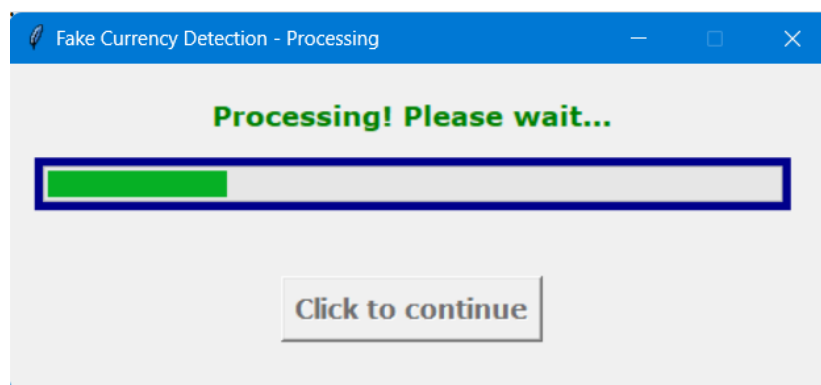 Fake Currency Detection - Processing
Processing! Please wait...
Click to continue